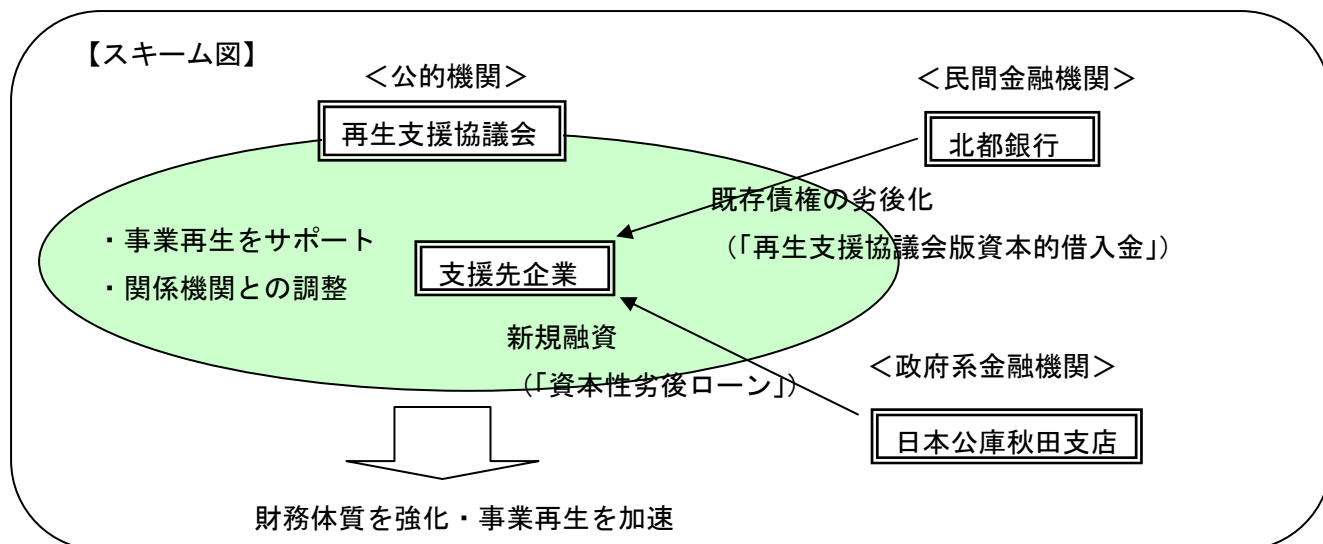 【スキーム図】
＜公的機関＞
再生支援協議会
＜民間金融機関＞
北都銀行
既存債権の劣後化
（「再生支援協議会版資本的借入金」）
・事業再生をサポート
・関係機関との調整
支援先企業
新規融資
（「資本性劣後ローン」）
＜政府系金融機関＞
日本公庫秋田支店
財務体質を強化・事業再生を加速